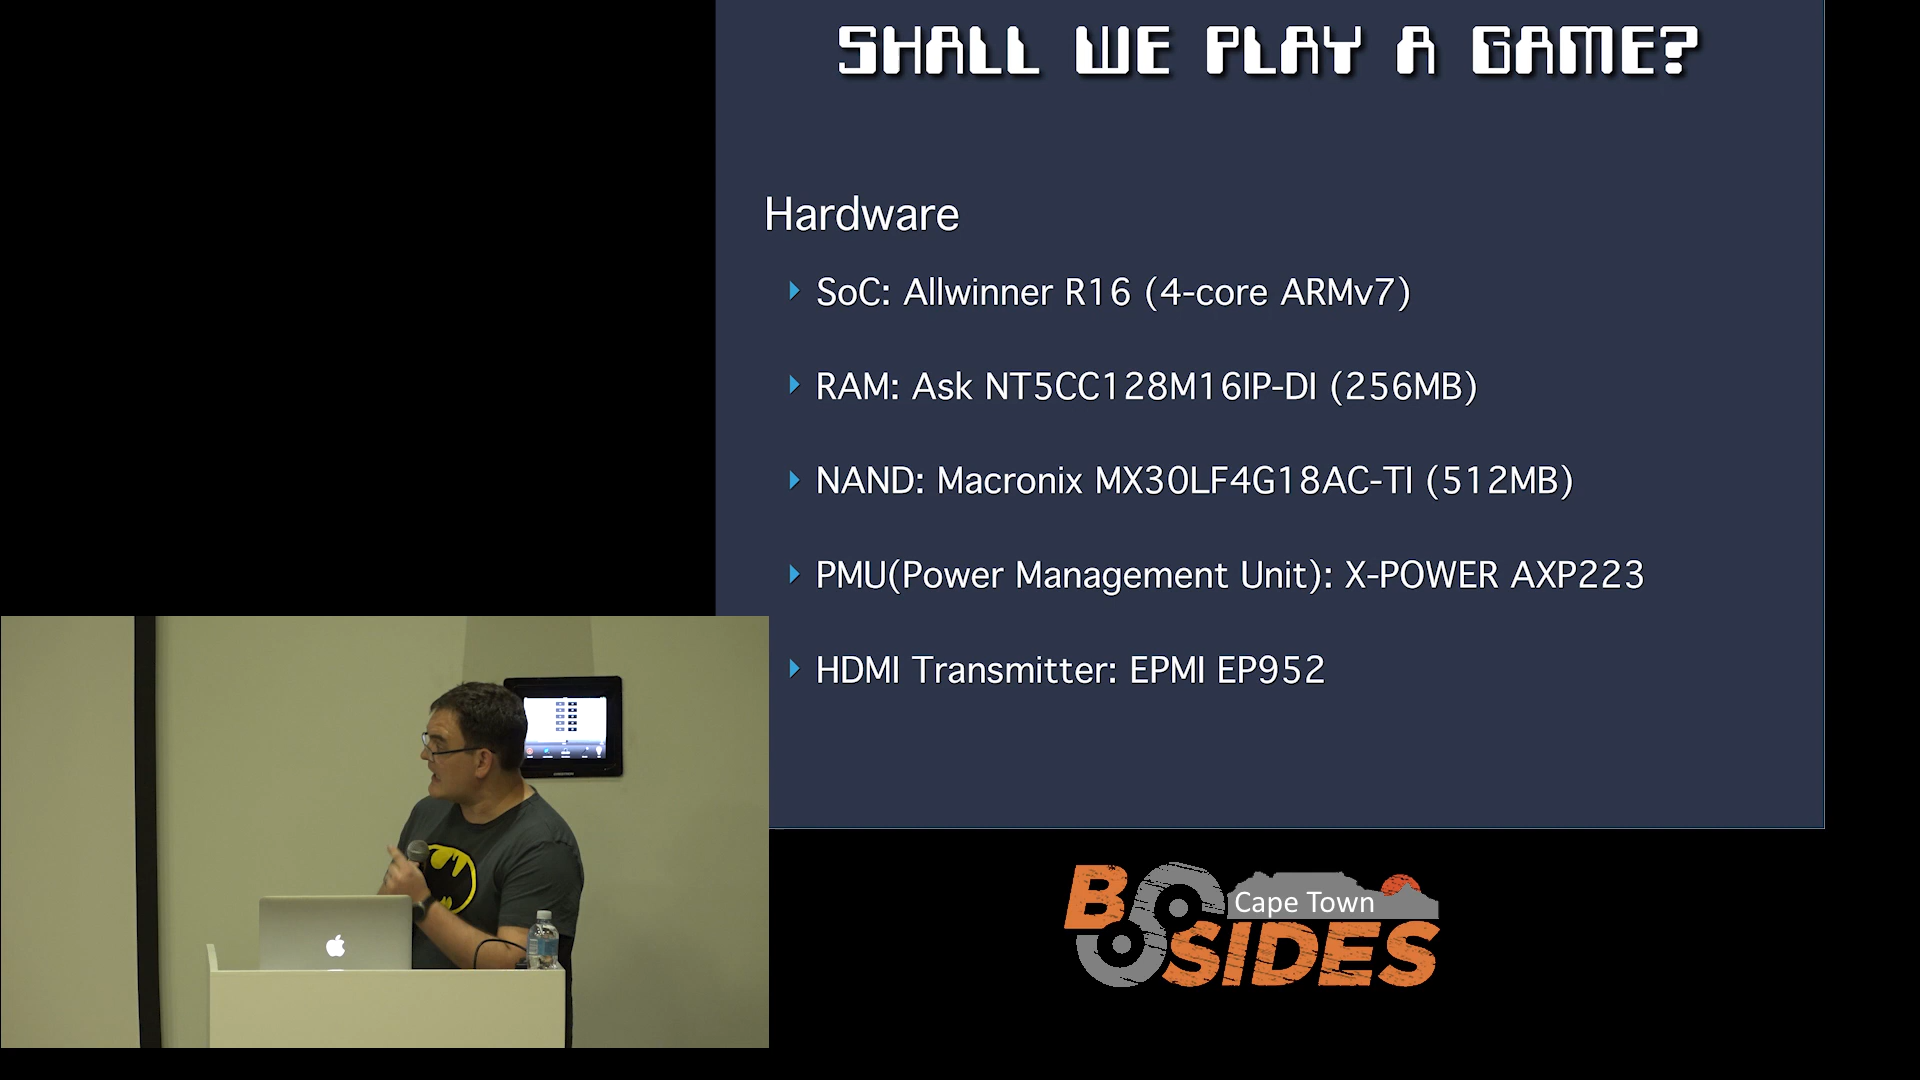 SHALL WE PLAY A GAME?
Hardware
SoC: Allwinner R16 (4-core ARMv7)
RAM: Ask NT5CC128M16IP-DI (256MB)
NAND: Macronix MX30LF4G18AC-TI (512MB)
PMU(Power Management Unit): X-POWER AXP223
HDMI Transmitter: EPMI EP952
B
Cape Town
SIDES